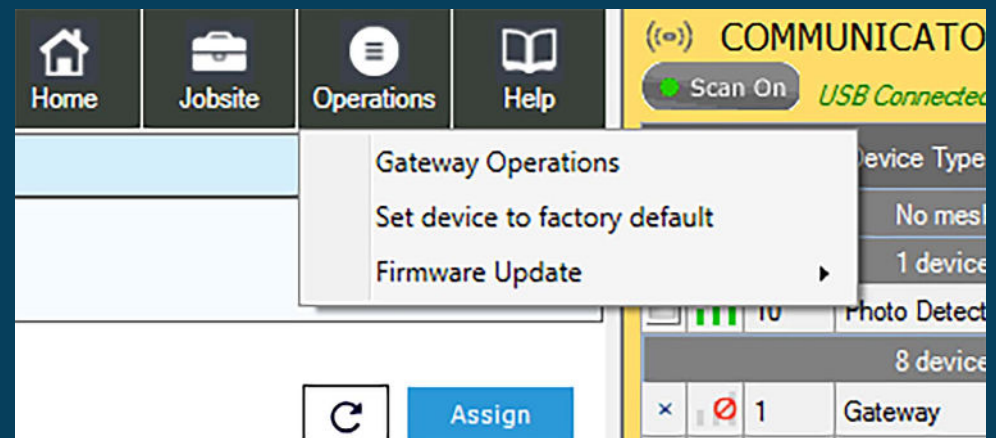 Home Jobsite Operations Help
COMMUNICATO
Scan On USB Connected
Device Type
Gateway Operations
Set device to factory default
Firmware Update
No mesh
1 device
10 Photo Detect
8 device
Assign
× 1 Gateway